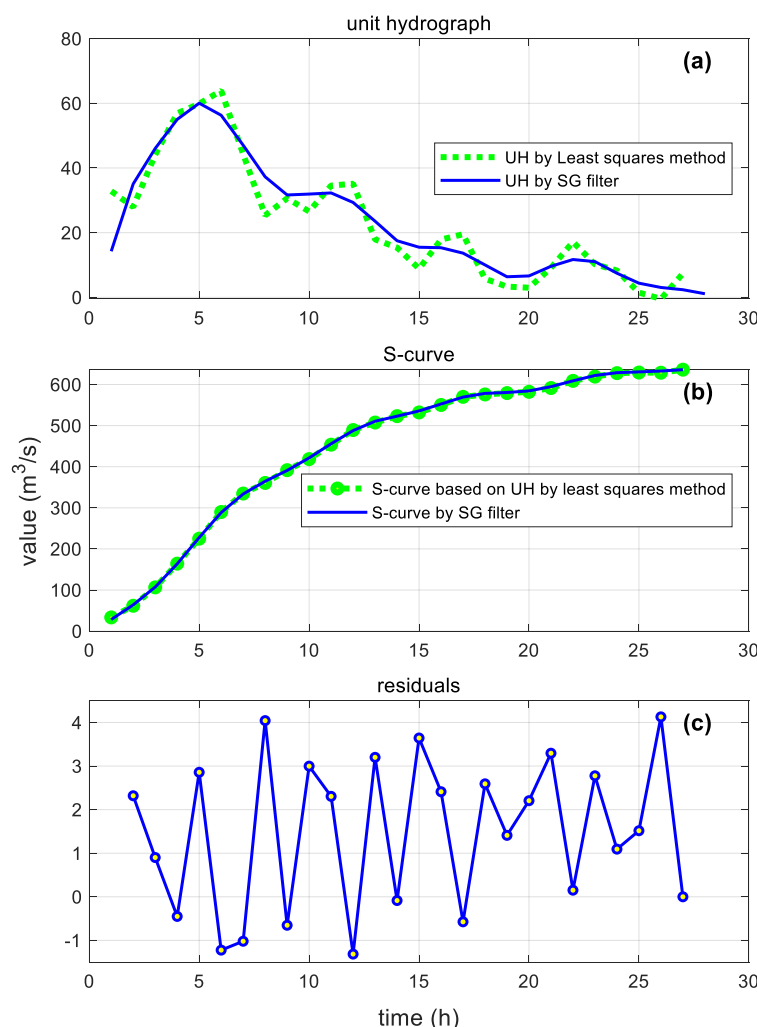 unit hydrograph
80
60
40
20
0
(a)
UH by Least squares method
UH by SG filter
0 5 10 15 20 25 30
S-curve
600
500
400
300
200
100
0
(b)
S-curve based on UH by least squares method
S-curve by SG filter
value (m³/s)
0 5 10 15 20 25 30
residuals
4
3
2
1
0
-1
(c)
0 5 10 15 20 25 30
time (h)